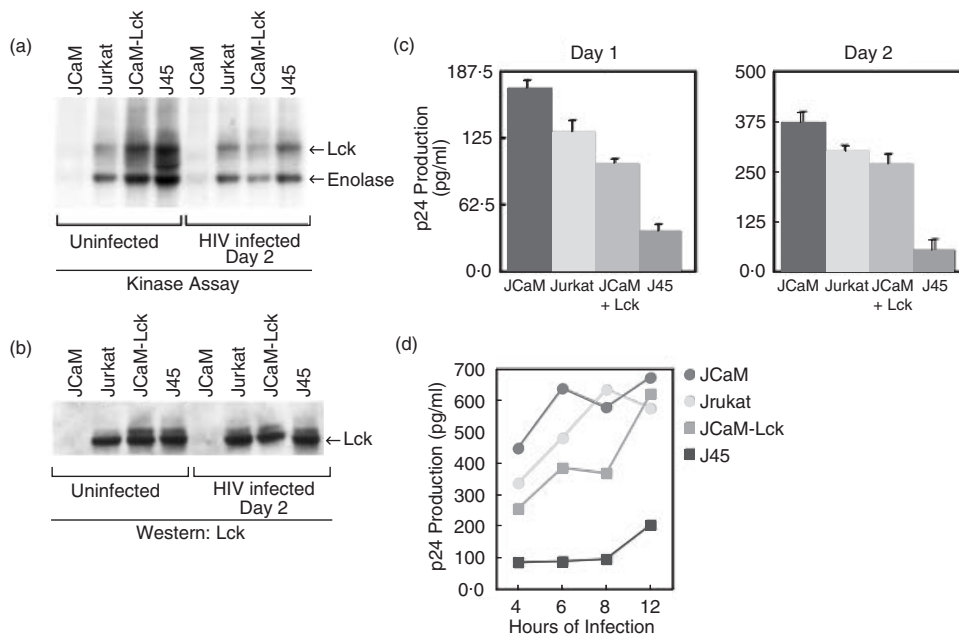 (a)
JCaM
Jurkat
JCaM-Lck
J45
JCaM
Jurkat
JCaM-Lck
J45
←Lck
←Enolase
Uninfected
HIV infected
Day 2
Kinase Assay
(b)
JCaM
Jurkat
JCaM-Lck
J45
JCaM
Jurkat
JCaM-Lck
J45
←Lck
Uninfected
HIV infected
Day 2
Western: Lck
(c)
Day 1
p24 Production
(pg/ml)
187·5
125
62·5
0·0
JCaM
Jurkat
JCaM
+ Lck
J45
Day 2
500
375
250
125
0·0
JCaM
Jurkat
JCaM
+ Lck
J45
(d)
p24 Production (pg/ml)
700
600
500
400
300
200
100
0·0
4
6
8
12
Hours of Infection
JCaM
Jrukat
JCaM-Lck
J45